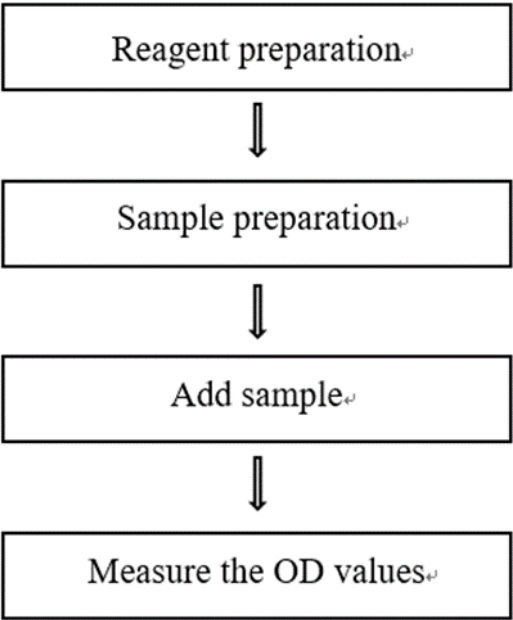 Reagent preparation↵
Sample preparation↵
Add sample↵
Measure the OD values↵